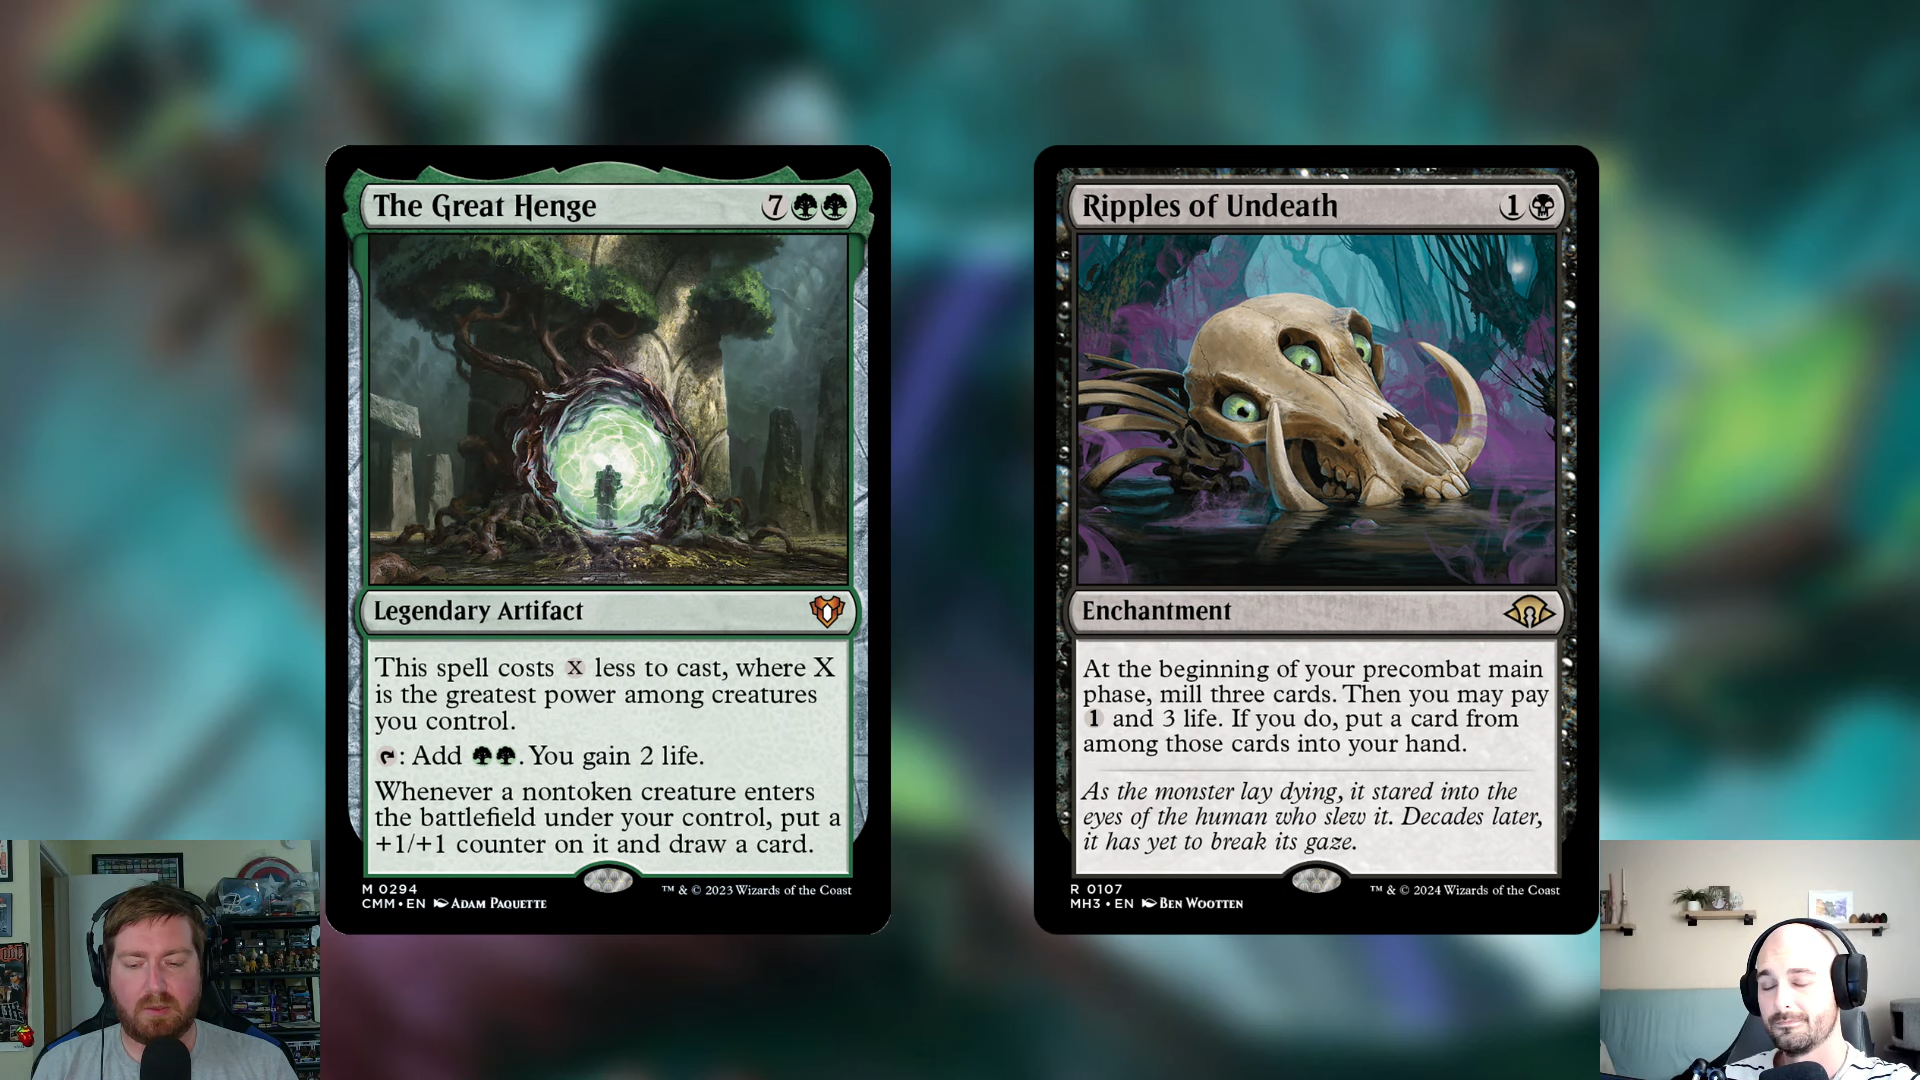 The Great Henge 7
Legendary Artifact
This spell costs X less to cast, where X
is the greatest power among creatures
you control.
: Add . You gain 2 life.
Whenever a nontoken creature enters
the battlefield under your control, put a
+1/+1 counter on it and draw a card.
M 0294
CMM • EN ADAM PAQUETTE
™ & © 2023 Wizards of the Coast
Ripples of Undeath 1
Enchantment
At the beginning of your precombat main
phase, mill three cards. Then you may pay
1 and 3 life. If you do, put a card from
among those cards into your hand.
As the monster lay dying, it stared into the
eyes of the human who slew it. Decades later,
it has yet to break its gaze.
R 0107
MH3 • EN BEN WOOTTEN
™ & © 2024 Wizards of the Coast